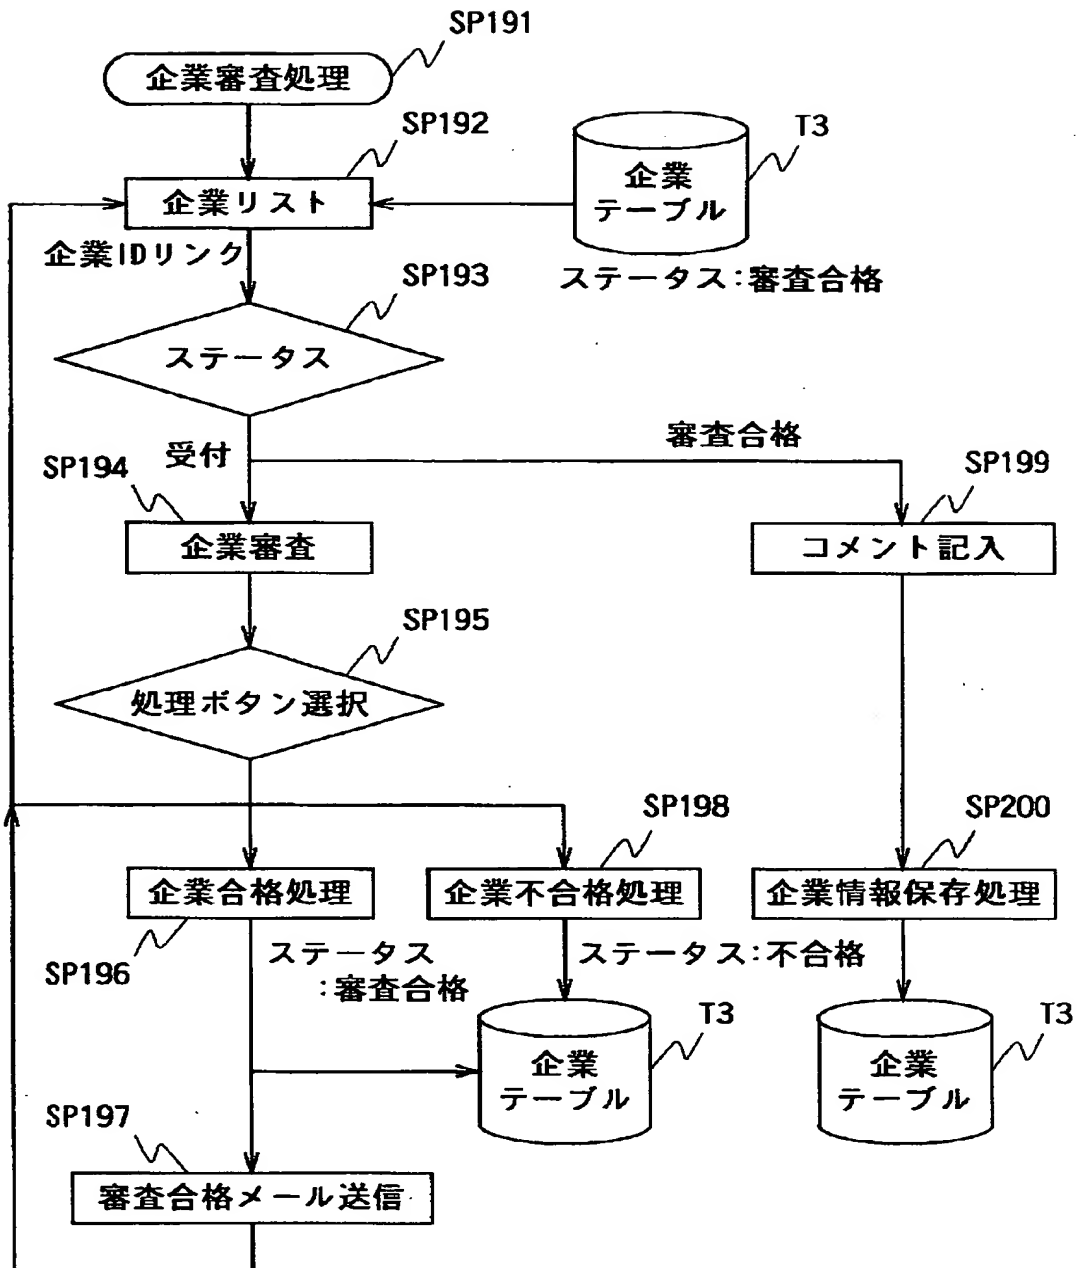 SP191
企業審査処理
SP192
T3
企業
テーブル
企業リスト
企業IDリンク
ステータス:審査合格
SP193
ステータス
受付
審査合格
SP194
SP199
企業審査
コメント記入
SP195
処理ボタン選択
SP198
SP200
企業合格処理
企業不合格処理
企業情報保存処理
SP196
ステータス
:審査合格
ステータス:不合格
T3
企業
テーブル
T3
企業
テーブル
SP197
審査合格メール送信